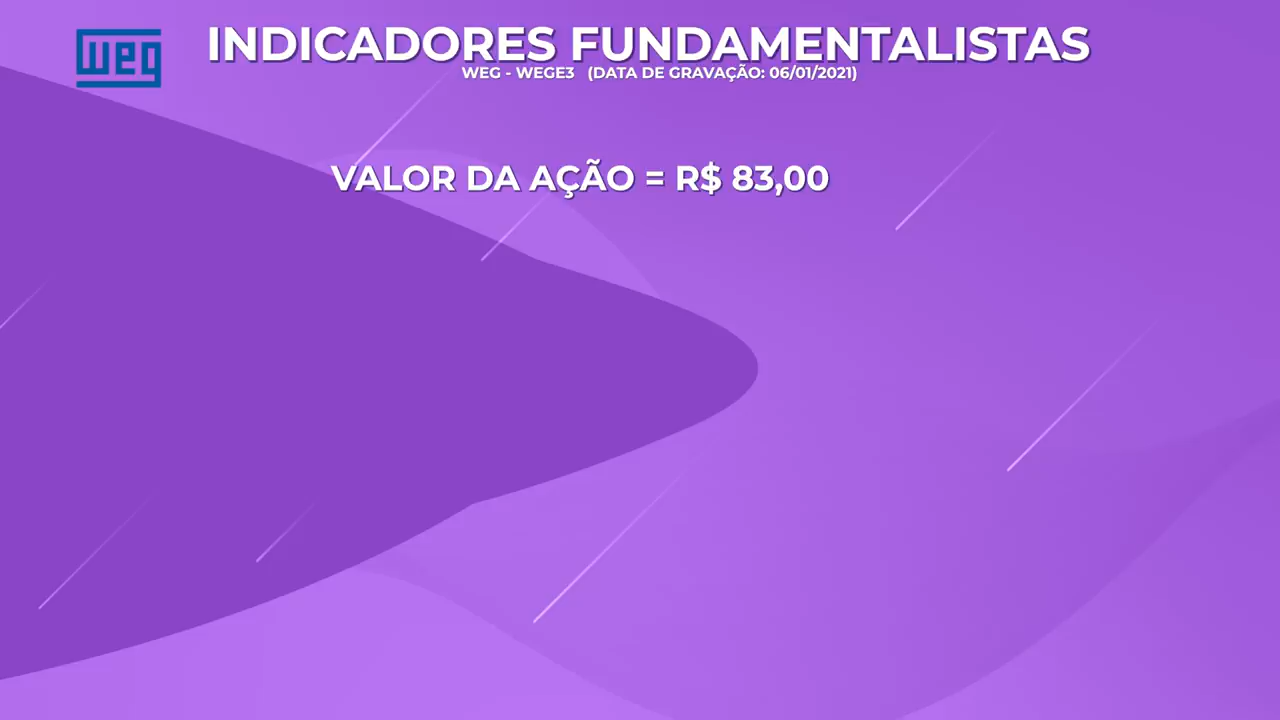 weg
INDICADORES FUNDAMENTALISTAS
WEG - WEGE3 (DATA DE GRAVAÇÃO: 06/01/2021)
VALOR DA AÇÃO = R$ 83,00